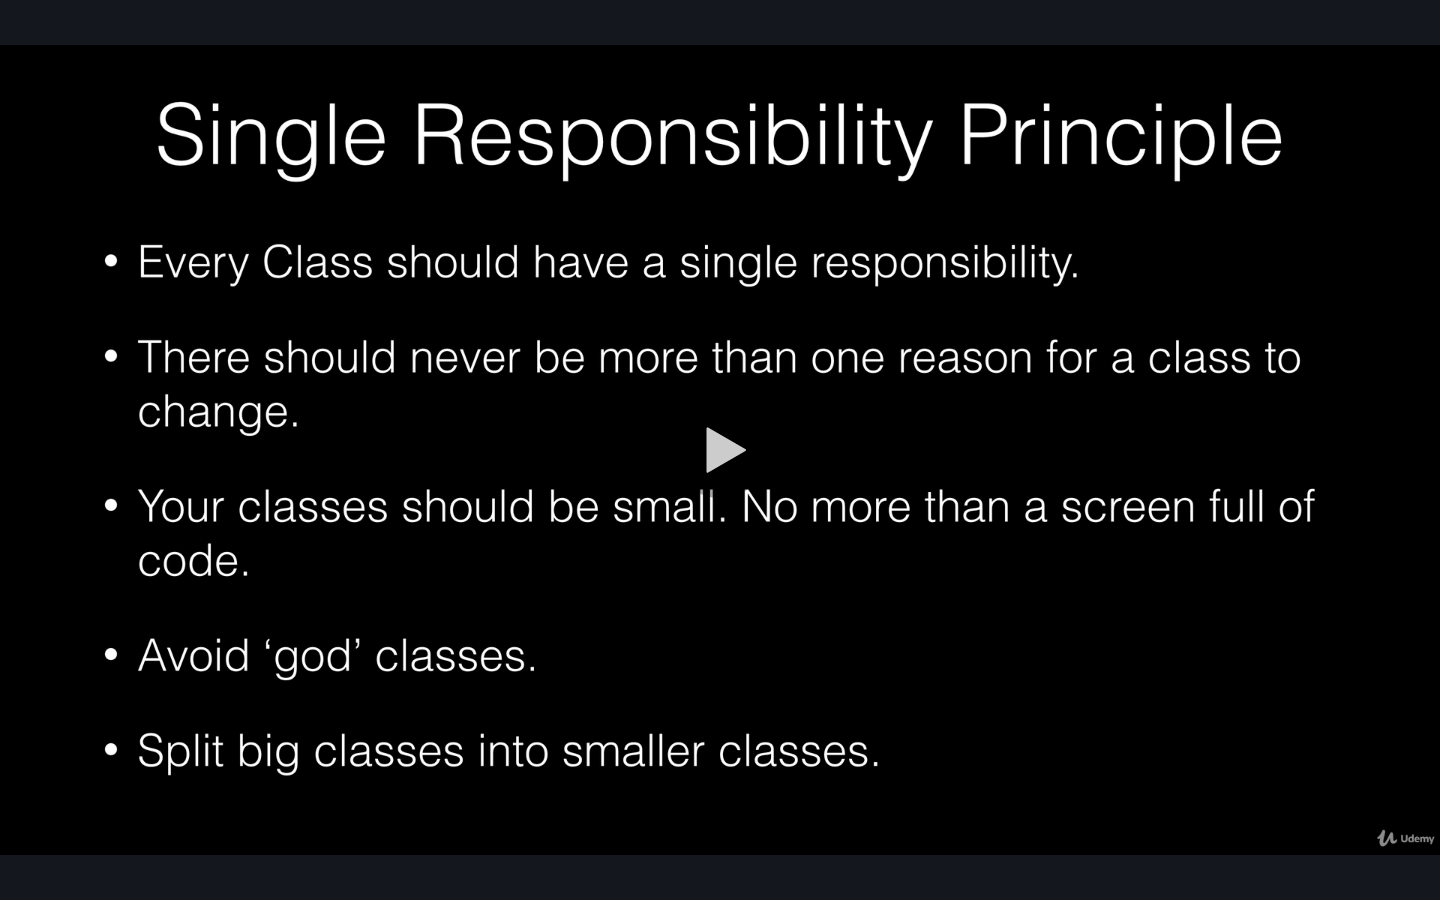 Single Responsibility Principle
• Every Class should have a single responsibility.
• There should never be more than one reason for a class to
change.
• Your classes should be small. No more than a screen full of
code.
• Avoid ‘god’ classes.
• Split big classes into smaller classes.
Udemy